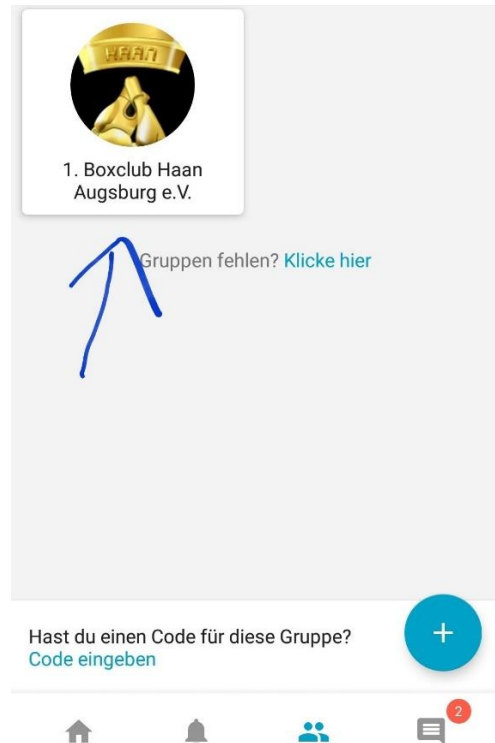 HAAN
1. Boxclub Haan
Augsburg e.V.
Gruppen fehlen? Klicke hier
Hast du einen Code für diese Gruppe?
Code eingeben
+
2